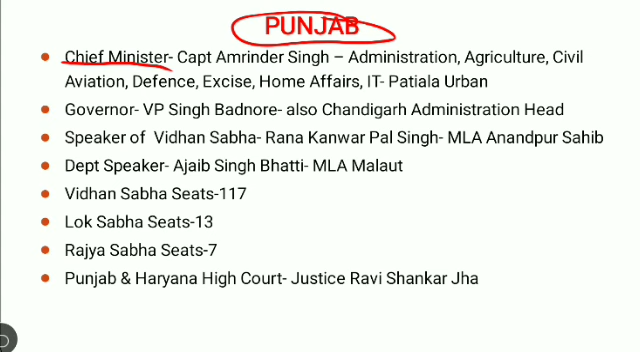 PUNJAB
Chief Minister- Capt Amrinder Singh – Administration, Agriculture, Civil
Aviation, Defence, Excise, Home Affairs, IT- Patiala Urban
Governor- VP Singh Badnore- also Chandigarh Administration Head
Speaker of Vidhan Sabha- Rana Kanwar Pal Singh- MLA Anandpur Sahib
Dept Speaker- Ajaib Singh Bhatti- MLA Malaut
Vidhan Sabha Seats-117
Lok Sabha Seats-13
Rajya Sabha Seats-7
Punjab & Haryana High Court- Justice Ravi Shankar Jha